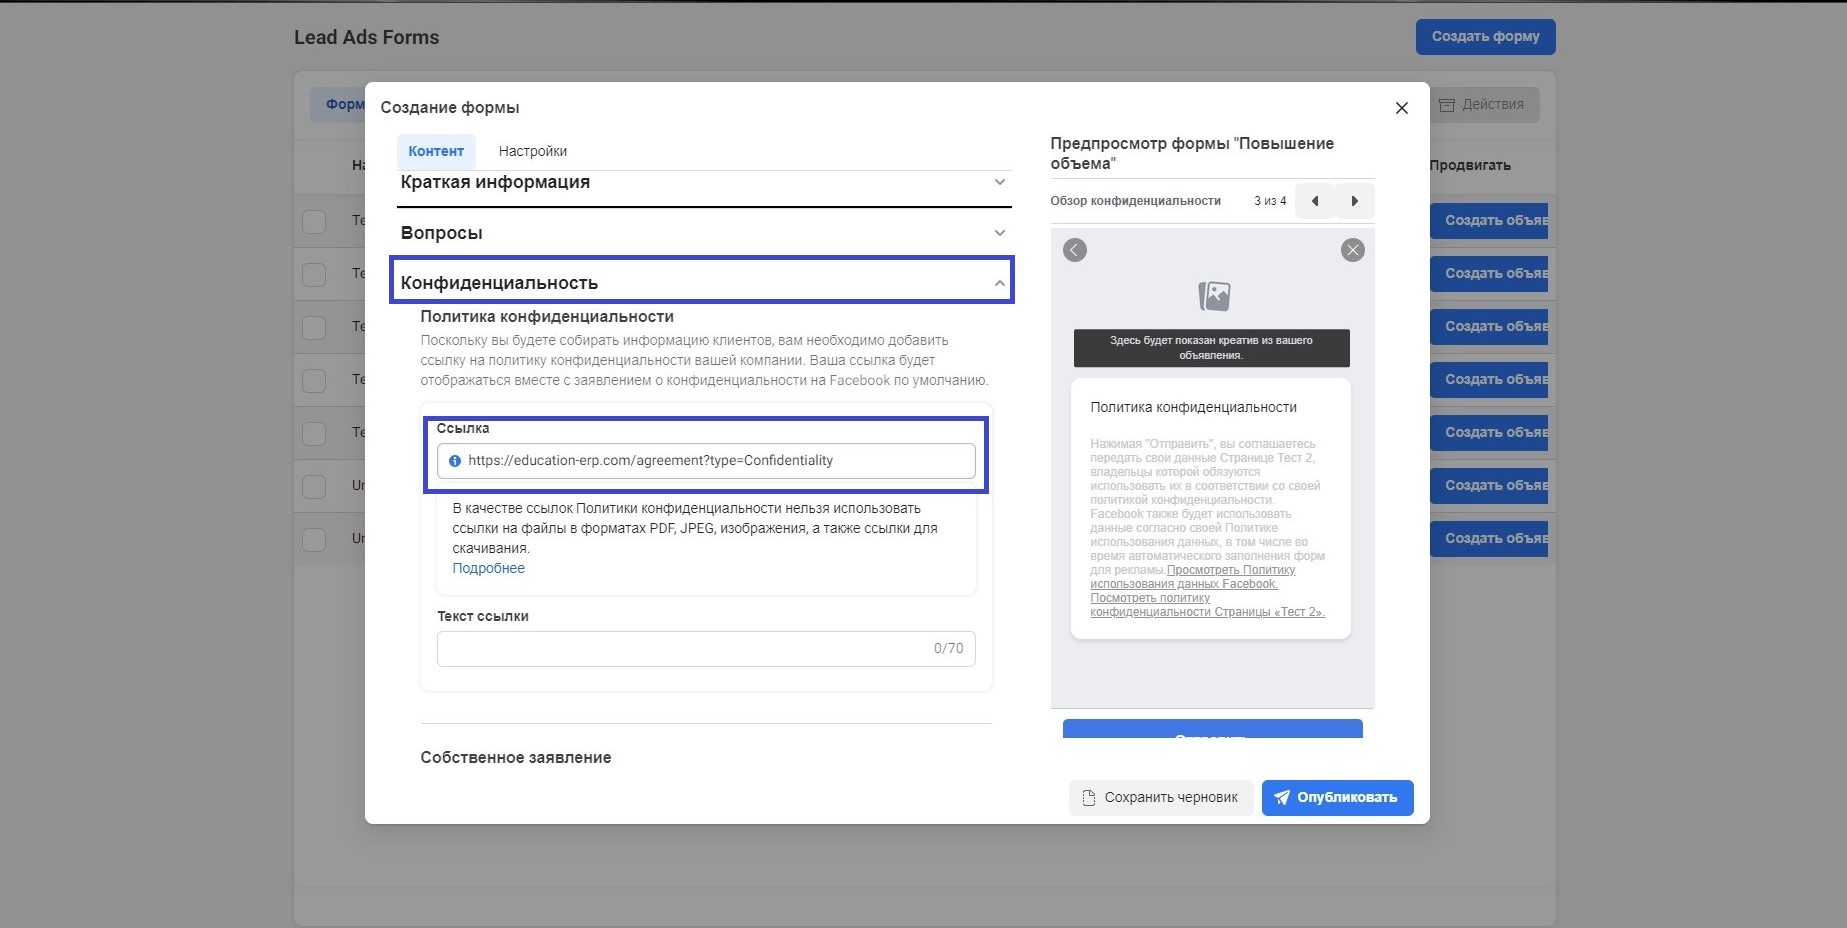 Lead Ads Forms
Создать форму
Форм
Действия
На
Продвигать
Те
Создать объяв
Те
Создать объяв
Те
Создать объяв
Те
Создать объяв
Те
Создать объяв
Un
Создать объяв
Un
Создать объяв
Создание формы
Контент
Настройки
Краткая информация
Вопросы
Конфиденциальность
Политика конфиденциальности
Поскольку вы будете собирать информацию клиентов, вам необходимо добавить
ссылку на политику конфиденциальности вашей компании. Ваша ссылка будет
отображаться вместе с заявлением о конфиденциальности на Facebook по умолчанию.
Ссылка
https://education-erp.com/agreement?type=Confidentiality
В качестве ссылок Политики конфиденциальности нельзя использовать
ссылки на файлы в форматах PDF, JPEG, изображения, а также ссылки для
скачивания.
Подробнее
Текст ссылки
0/70
Собственное заявление
Предпросмотр формы "Повышение
объема"
Обзор конфиденциальности
3 из 4
Здесь будет показан креатив из вашего
объявления.
Политика конфиденциальности
Нажимая "Отправить", вы соглашаетесь
передать свои данные Странице Тест 2,
владельцы которой обязуются
использовать их в соответствии со своей
политикой конфиденциальности.
Facebook также будет использовать
данные согласно своей Политике
использования данных, в том числе во
время автоматического заполнения форм
для рекламы.Просмотреть Политику
использования данных Facebook.
Посмотреть политику
конфиденциальности Страницы «Тест 2».
Отправить
Сохранить черновик
Опубликовать